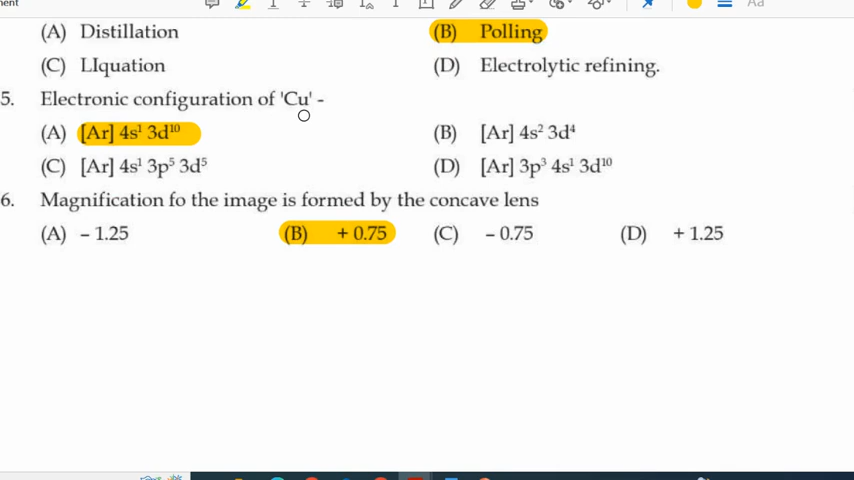 ment
Aa
(A) Distillation (B) Polling
(C) LIquation (D) Electrolytic refining.
5. Electronic configuration of 'Cu' -
(A) [Ar] 4s¹ 3d¹⁰ (B) [Ar] 4s² 3d⁴
(C) [Ar] 4s¹ 3p⁵ 3d⁵ (D) [Ar] 3p³ 4s¹ 3d¹⁰
6. Magnification fo the image is formed by the concave lens
(A) – 1.25 (B) + 0.75 (C) – 0.75 (D) + 1.25